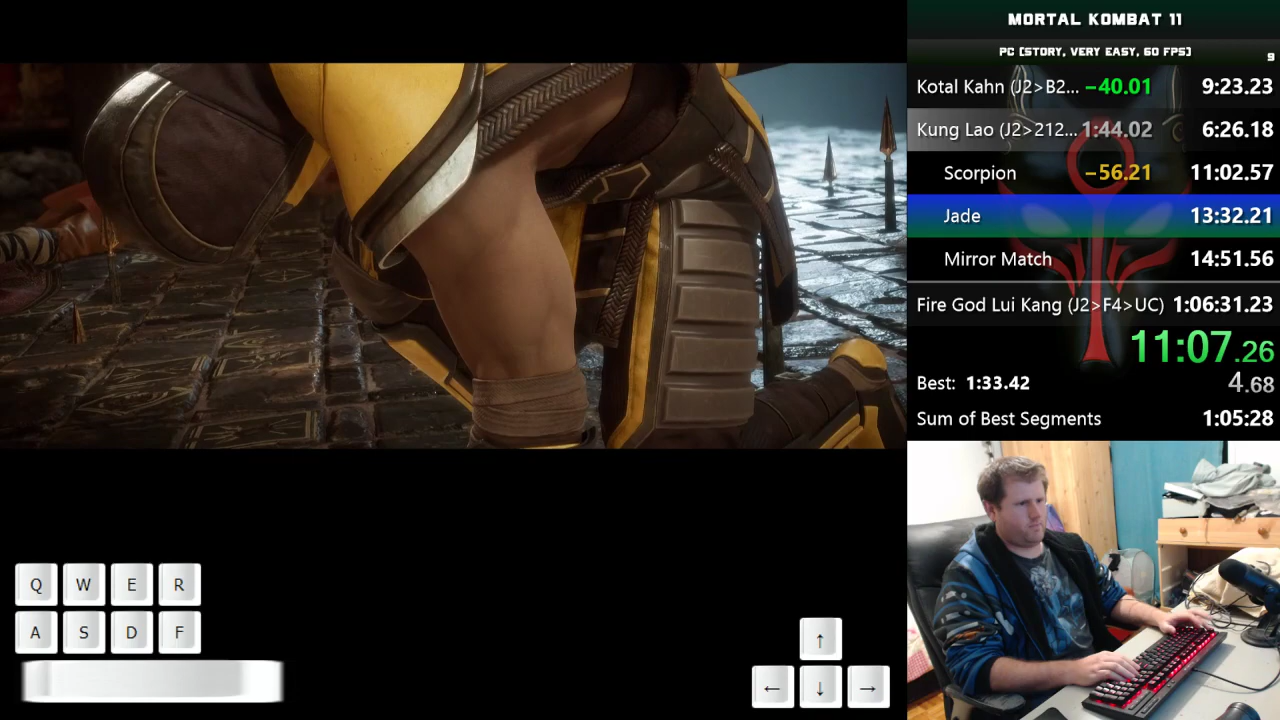 MORTAL KOMBAT 11
PC (STORY, VERY EASY, 60 FPS)
9
Kotal Kahn (J2>B2... −40.01 9:23.23
Kung Lao (J2>212... 1:44.02 6:26.18
Scorpion −56.21 11:02.57
Jade 13:32.21
Mirror Match 14:51.56
Fire God Lui Kang (J2>F4>UC) 1:06:31.23
11:07.26
Best: 1:33.42 4.68
Sum of Best Segments 1:05:28
Q W E R
A S D F
↑
← ↓ →